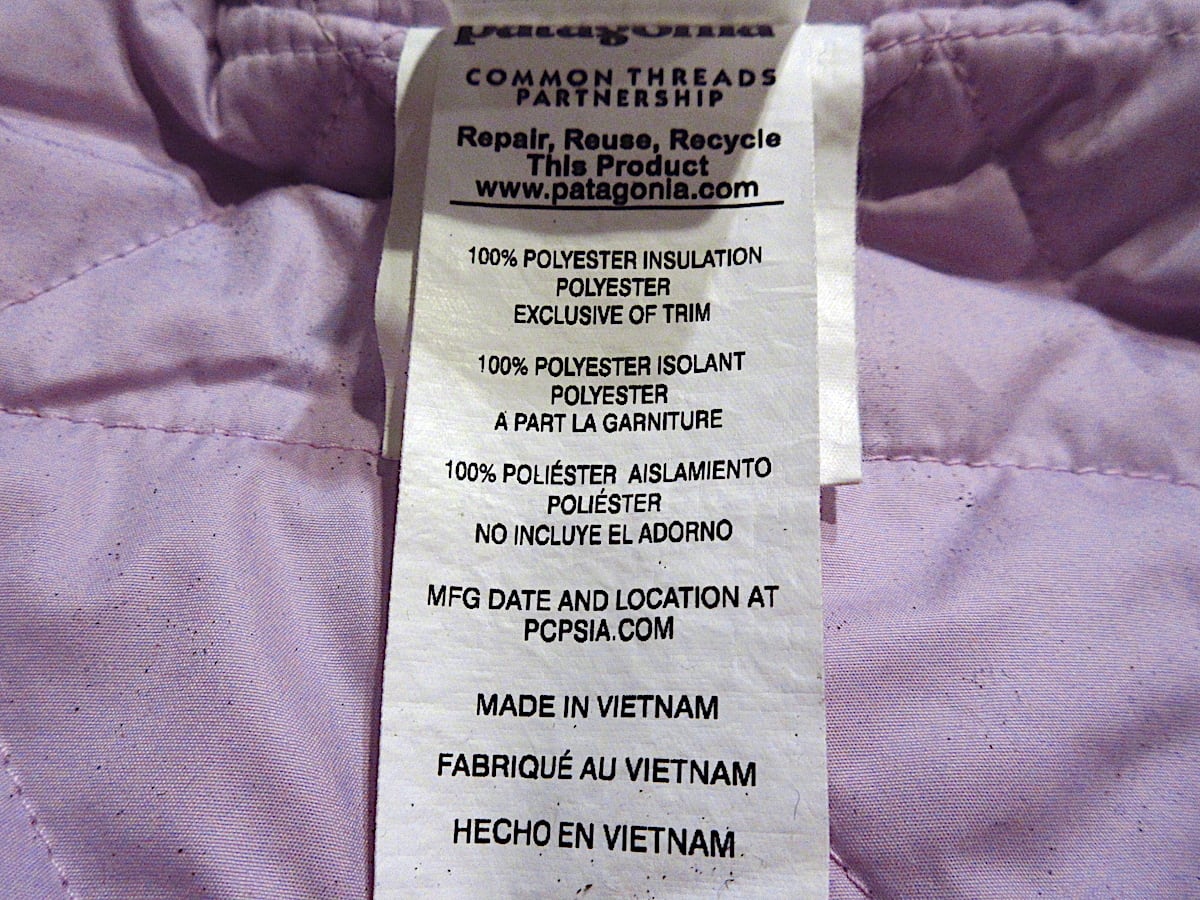 patagonia
COMMON THREADS
PARTNERSHIP
Repair, Reuse, Recycle
This Product
www.patagonia.com
100% POLYESTER INSULATION
POLYESTER
EXCLUSIVE OF TRIM
100% POLYESTER ISOLANT
POLYESTER
À PART LA GARNITURE
100% POLIÉSTER AISLAMIENTO
POLIÉSTER
NO INCLUYE EL ADORNO
MFG DATE AND LOCATION AT
PCPSIA.COM
MADE IN VIETNAM
FABRIQUÉ AU VIETNAM
HECHO EN VIETNAM